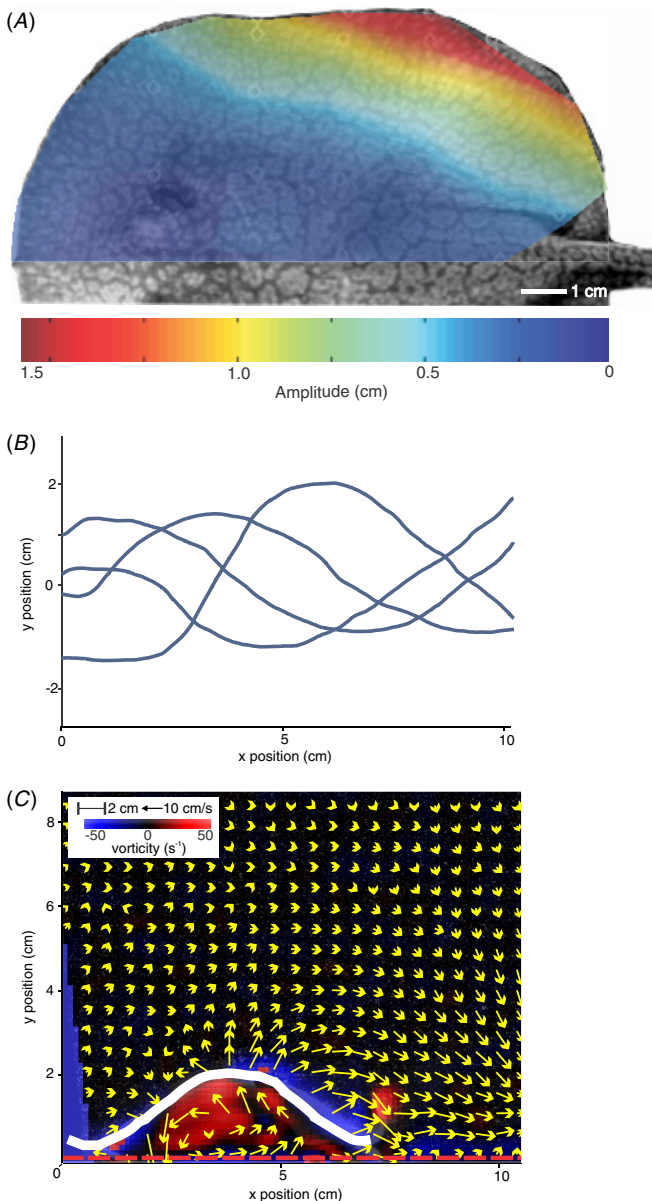 (A)
1 cm
1.5 1.0 0.5 0
Amplitude (cm)
(B)
2
0
-2
y position (cm)
0 5 10
x position (cm)
(C)
2 cm 10 cm/s
-50 0 50
vorticity (s⁻¹)
8
6
4
2
0
y position (cm)
5 10
x position (cm)